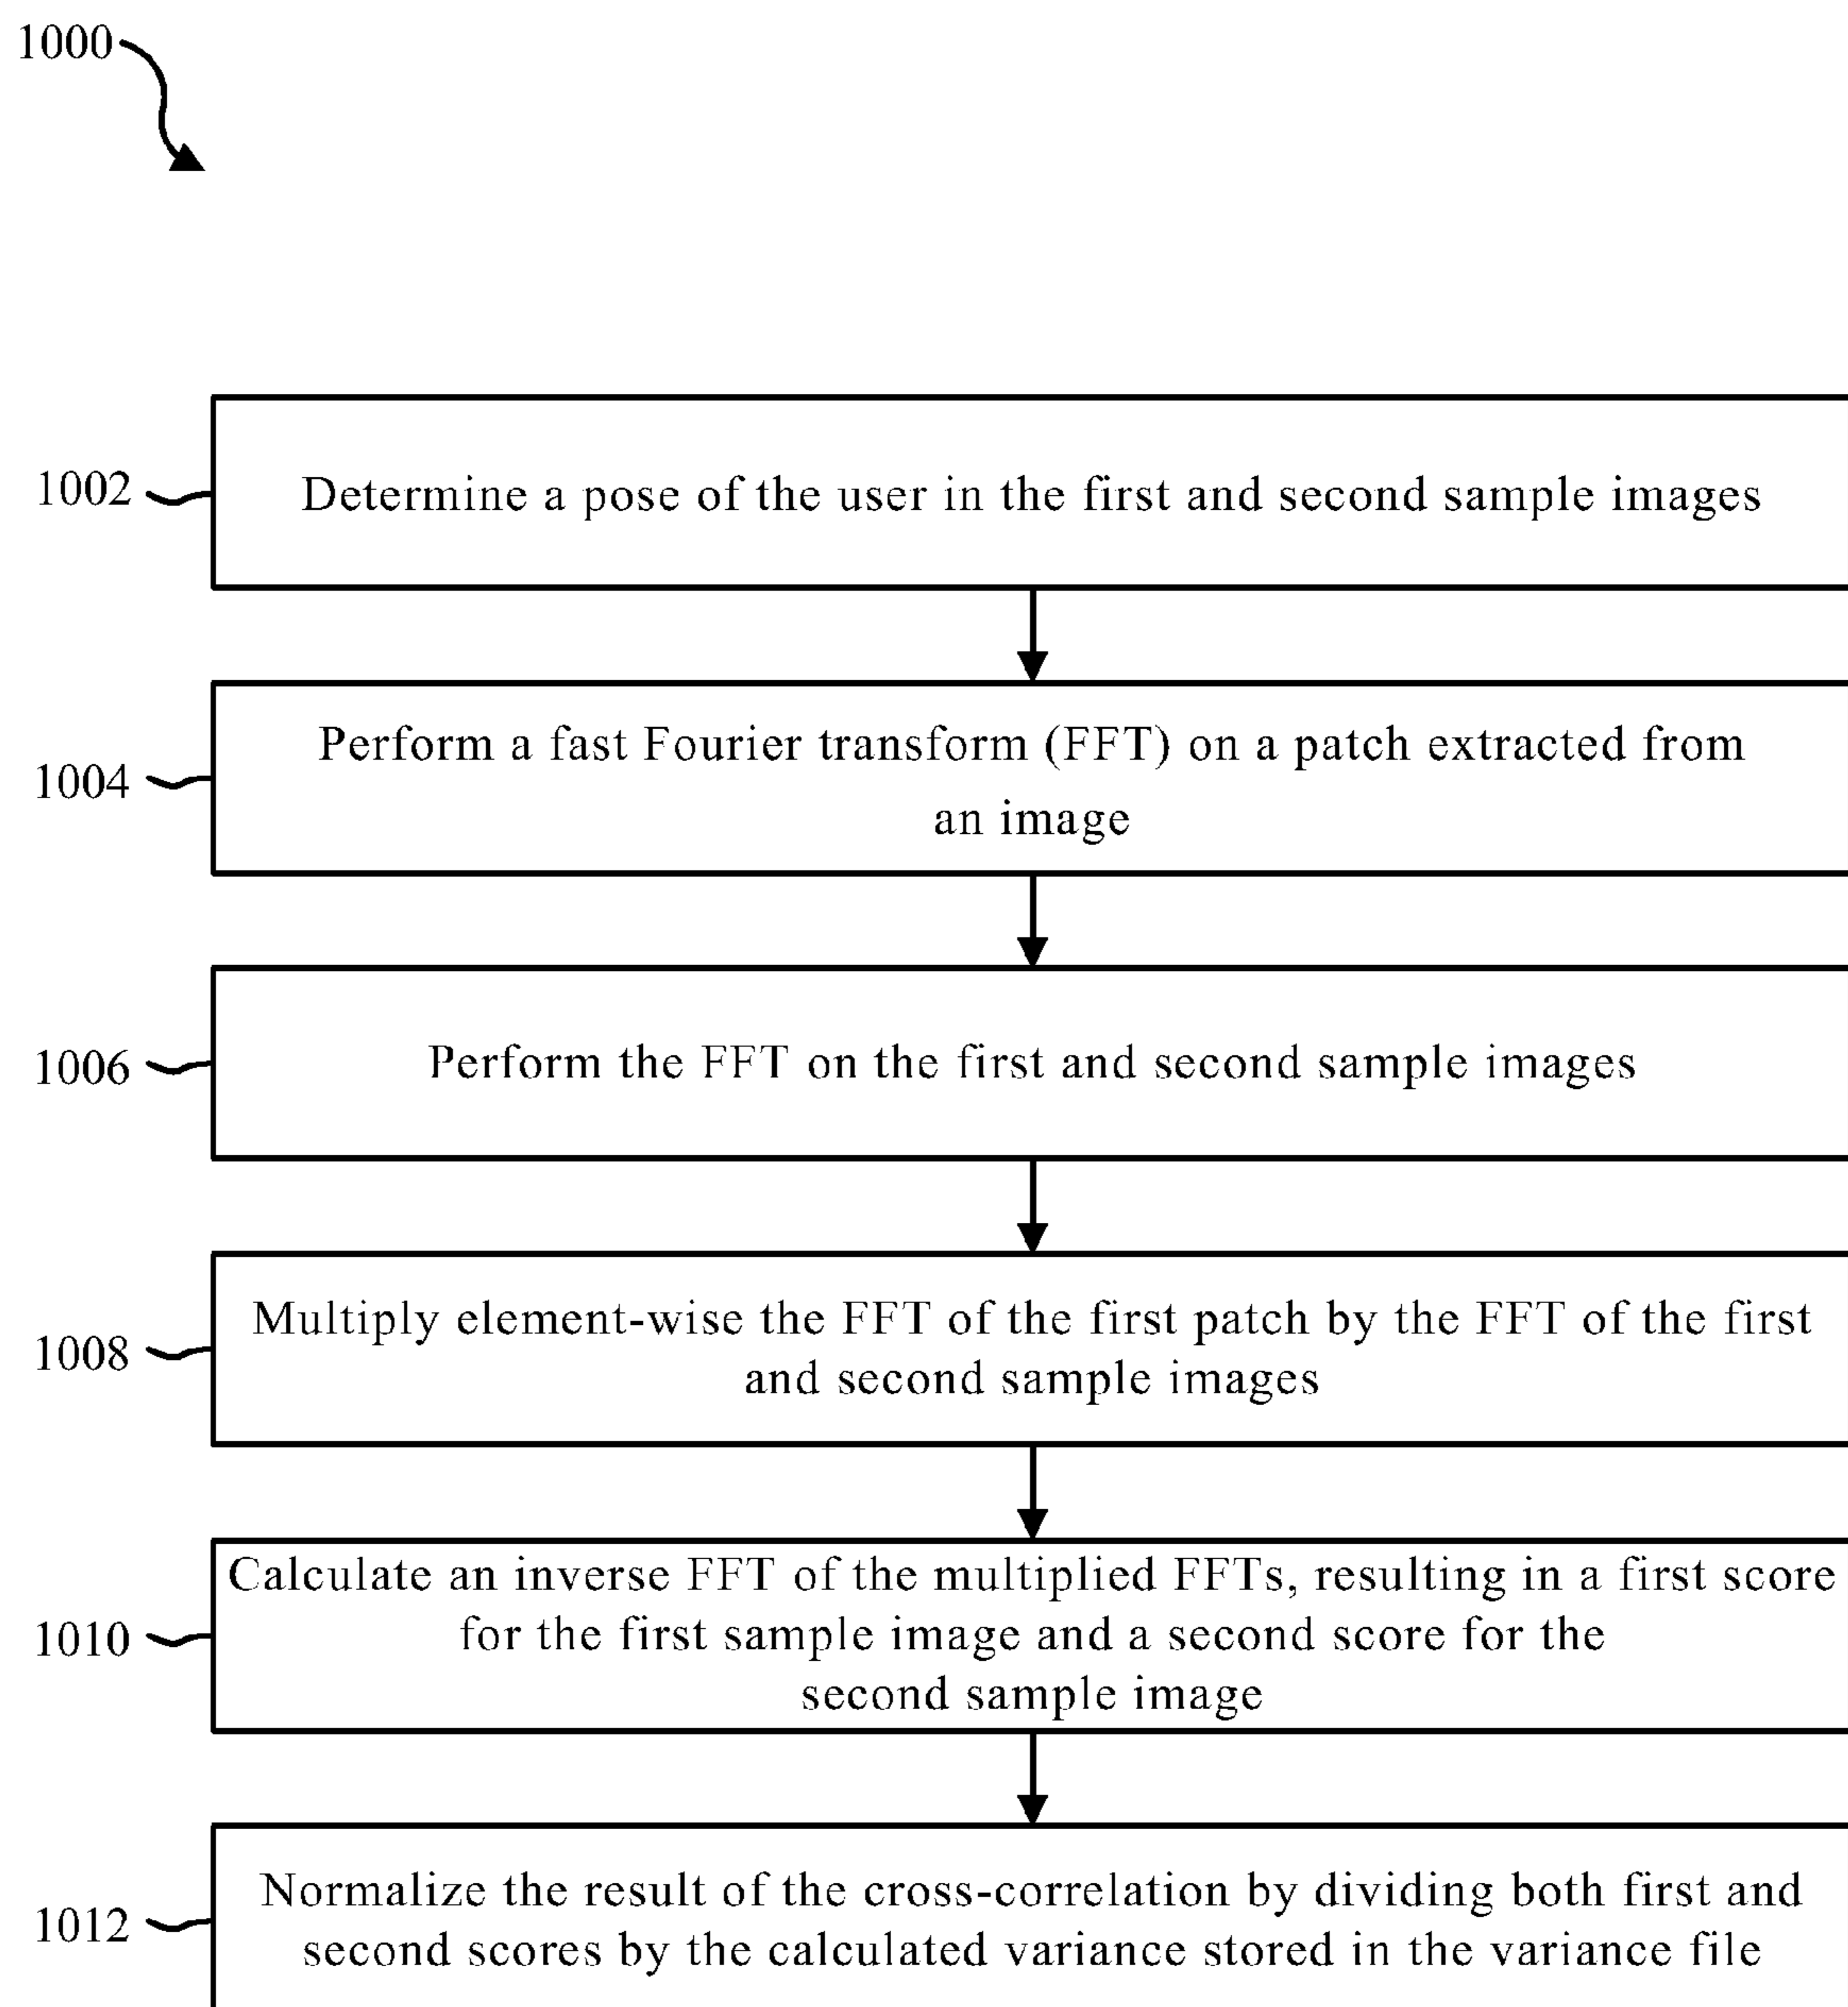 1000
1002
Determine a pose of the user in the first and second sample images
1004
Perform a fast Fourier transform (FFT) on a patch extracted from
an image
1006
Perform the FFT on the first and second sample images
1008
Multiply element-wise the FFT of the first patch by the FFT of the first
and second sample images
1010
Calculate an inverse FFT of the multiplied FFTs, resulting in a first score
for the first sample image and a second score for the
second sample image
1012
Normalize the result of the cross-correlation by dividing both first and
second scores by the calculated variance stored in the variance file